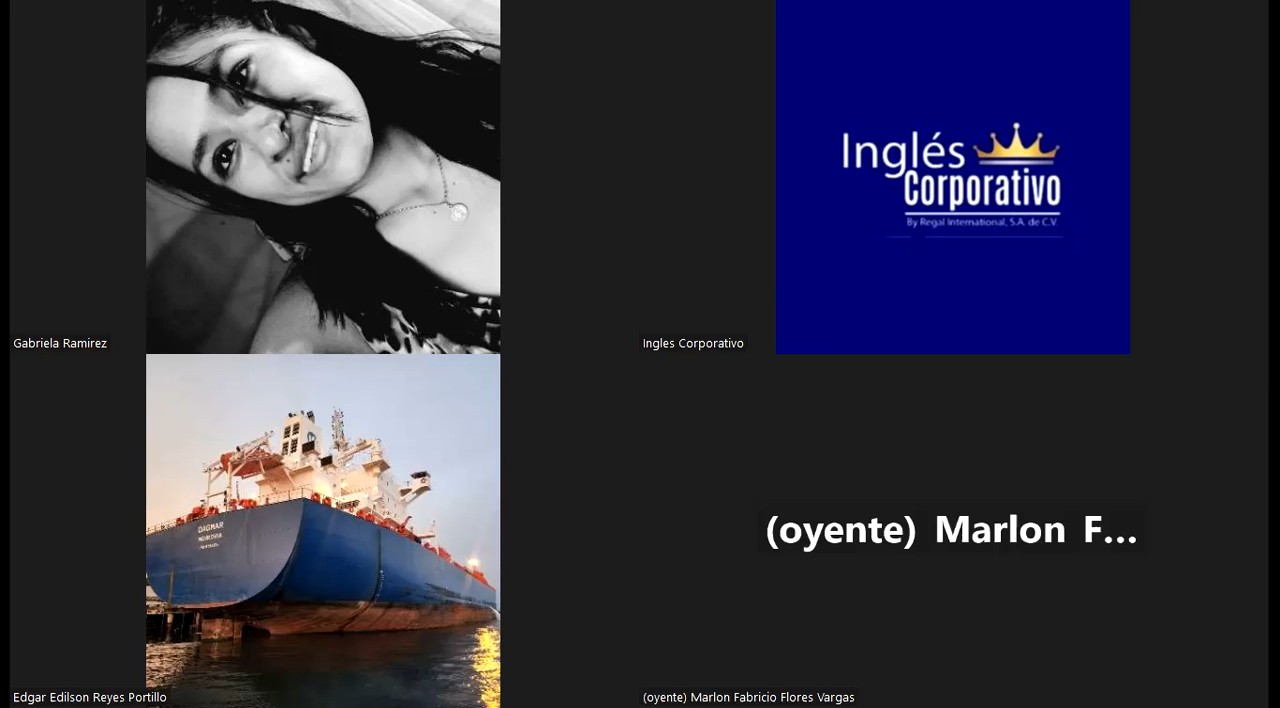 Inglés
Corporativo
By Regal International, S.A. de C.V.
Gabriela Ramirez
Ingles Corporativo
DAGMAR
(oyente) Marlon F...
Edgar Edilson Reyes Portillo
(oyente) Marlon Fabricio Flores Vargas